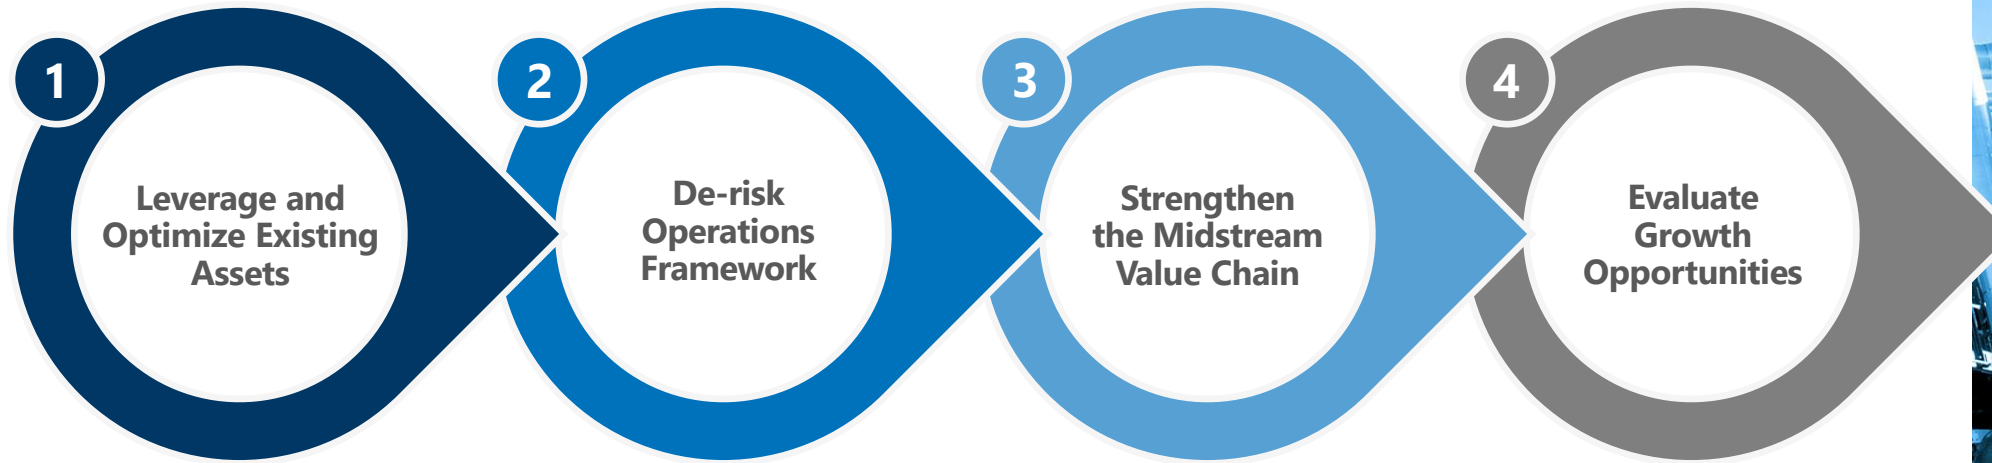 1
Leverage and
Optimize Existing
Assets
2
De-risk
Operations
Framework
3
Strengthen
the Midstream
Value Chain
4
Evaluate
Growth
Opportunities